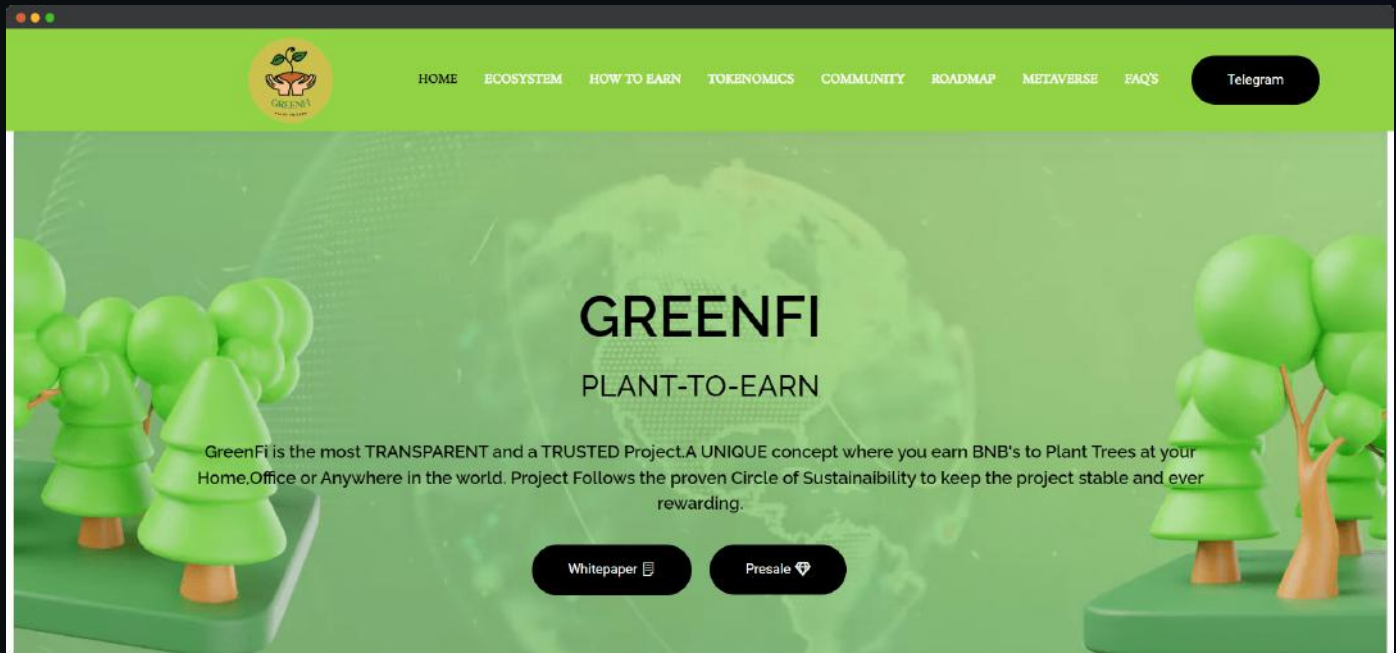 GREENFI
HOME ECOSYSTEM HOW TO EARN TOKENOMICS COMMUNITY ROADMAP METAVERSE FAQ'S Telegram
GREENFI
PLANT-TO-EARN
GreenFi is the most TRANSPARENT and a TRUSTED Project.A UNIQUE concept where you earn BNB's to Plant Trees at your
Home,Office or Anywhere in the world. Project Follows the proven Circle of Sustainaibility to keep the project stable and ever
rewarding.
Whitepaper Presale